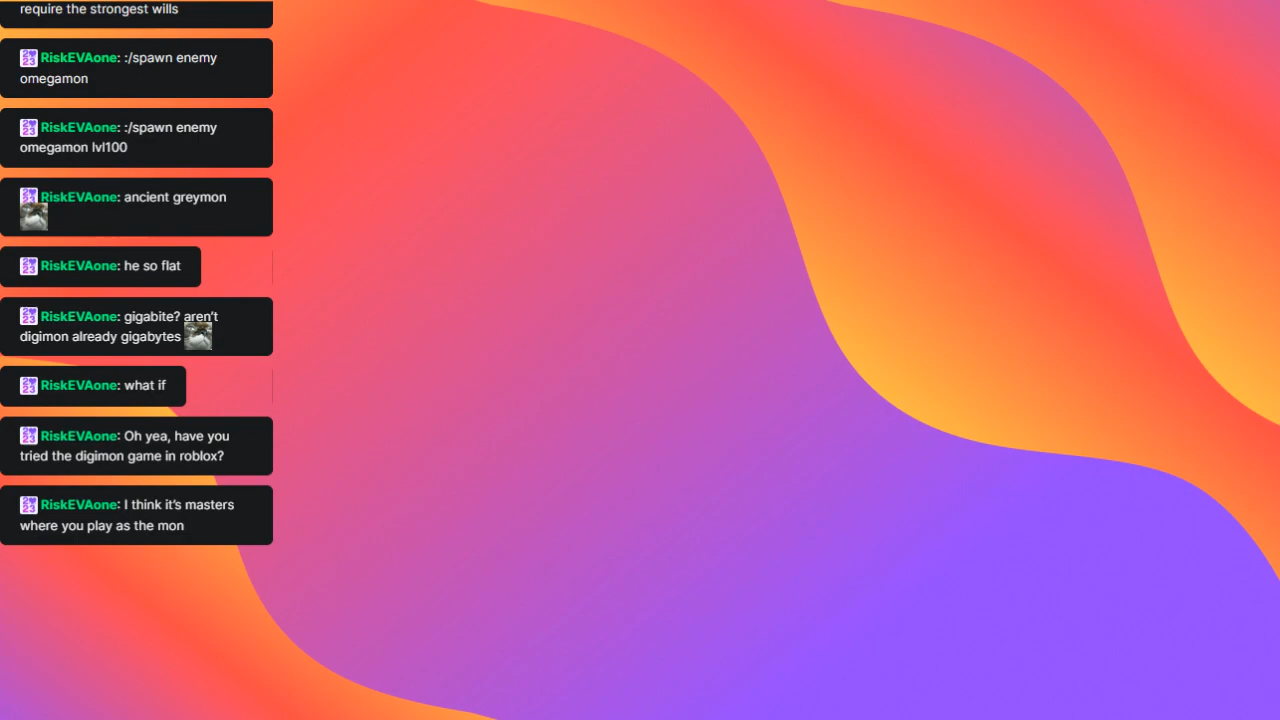 require the strongest wills
RiskEVAone: :/spawn enemy
omegamon
RiskEVAone: :/spawn enemy
omegamon lvl100
RiskEVAone: ancient greymon
RiskEVAone: he so flat
RiskEVAone: gigabite? aren't
digimon already gigabytes
RiskEVAone: what if
RiskEVAone: Oh yea, have you
tried the digimon game in roblox?
RiskEVAone: I think it's masters
where you play as the mon